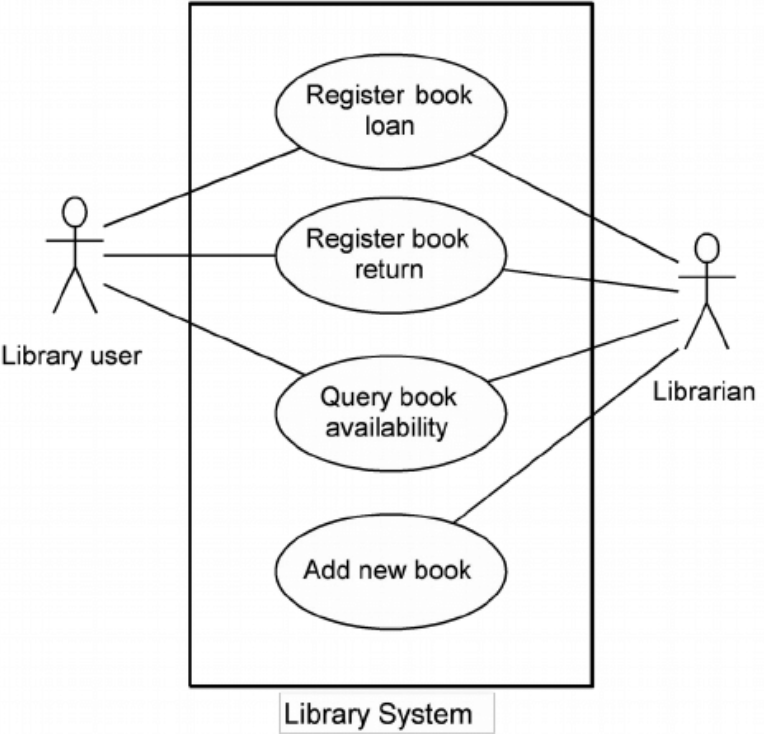 Register book
loan
Register book
return
Library user
Query book
availability
Librarian
Add new book
Library System